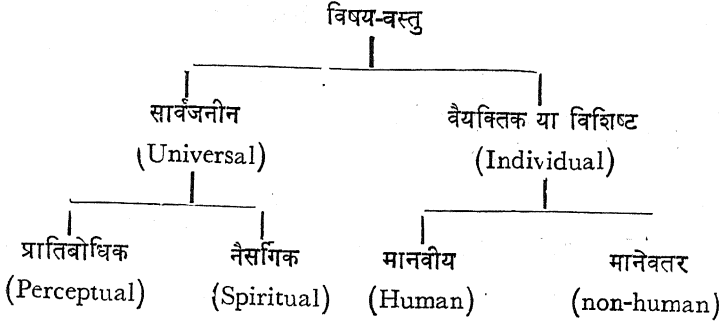 विषय-वस्तु
सार्वजनीन
वैयक्तिक या विशिष्ट
(Universal)
(Individual)
प्रातिबोधिक
नैसर्गिक
मानवीय
मानेवतर
(Perceptual)
(Spiritual)
(Human)
(non-human)